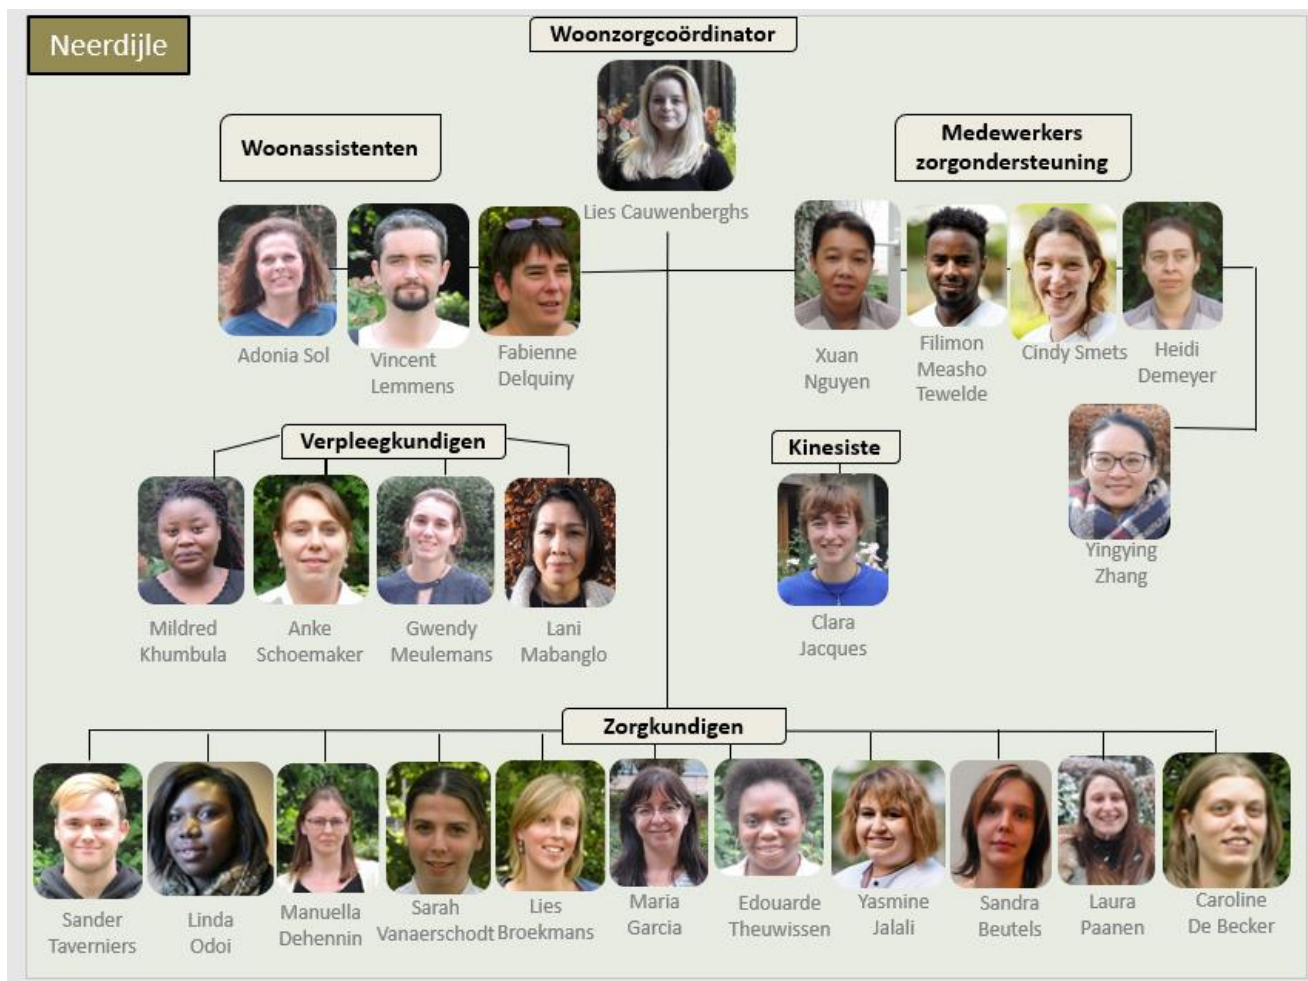 Neerdijle
Woonzorgcoördinator
Lies Cauwenberghs
Woonassistenten
Adonia Sol
Vincent
Lemmens
Fabienne
Delquiny
Medewerkers
zorgondersteuning
Xuan
Nguyen
Filimon
Measho
Tewelde
Cindy Smets
Heidi
Demeyer
Yingying
Zhang
Verpleegkundigen
Mildred
Khumbula
Anke
Schoemaker
Gwendy
Meulemans
Lani
Mabanglo
Kinesiste
Clara
Jacques
Zorgkundigen
Sander
Taverniers
Linda
Odoi
Manuella
Dehennin
Sarah
Vanaerschodt
Lies
Broekmans
Maria
Garcia
Edouarde
Theuwissen
Yasmine
Jalali
Sandra
Beutels
Laura
Paanen
Caroline
De Becker